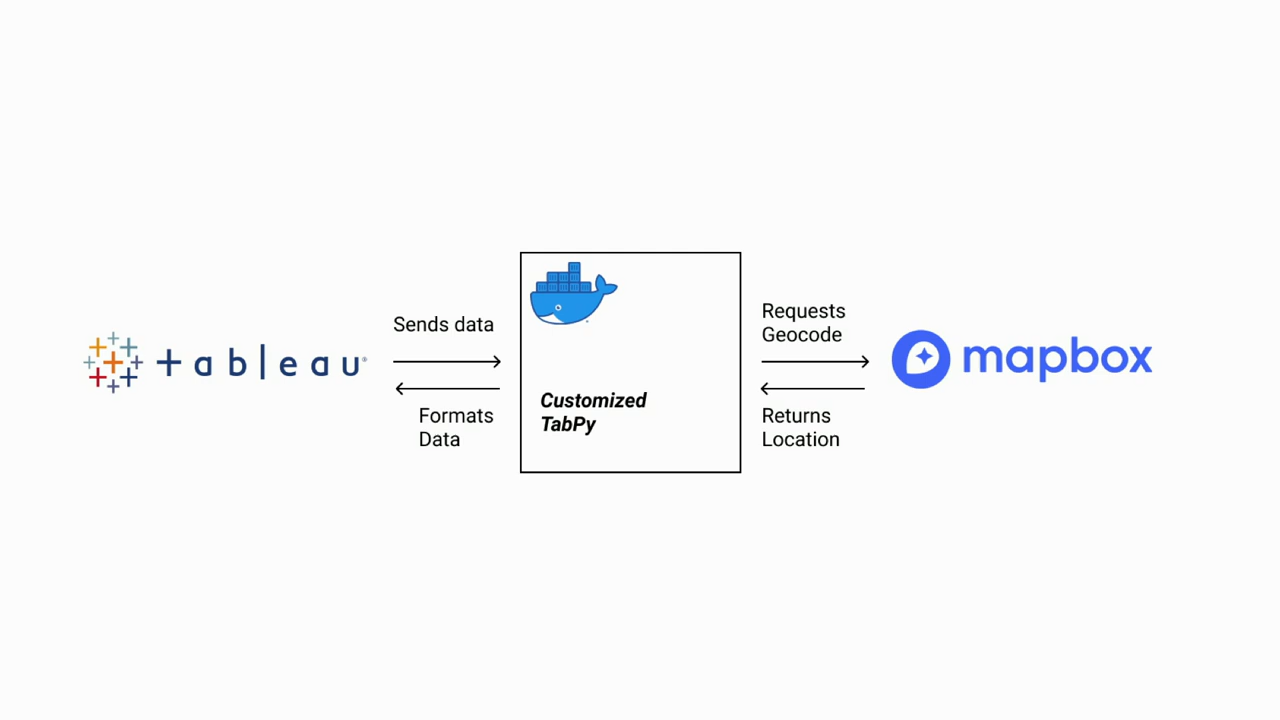 tableau®
Sends data
Formats
Data
Customized
TabPy
Requests
Geocode
Returns
Location
mapbox